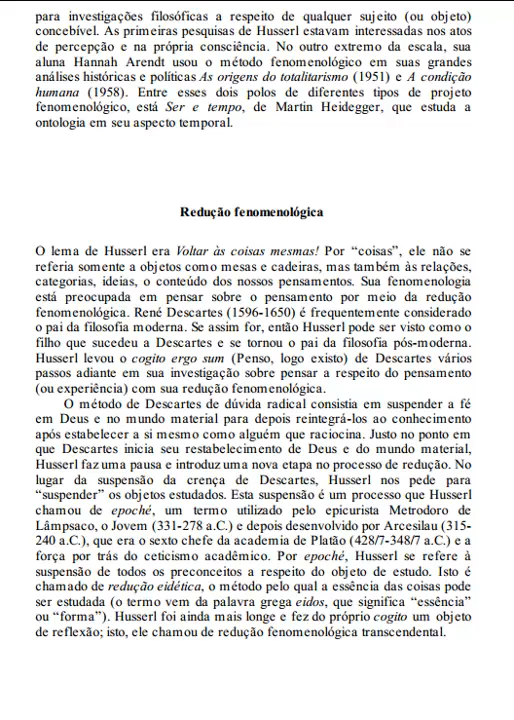 para investigações filosóficas a respeito de qualquer sujeito (ou objeto)
concebível. As primeiras pesquisas de Husserl estavam interessadas nos atos
de percepção e na própria consciência. No outro extremo da escala, sua
aluna Hannah Arendt usou o método fenomenológico em suas grandes
análises históricas e políticas As origens do totalitarismo (1951) e A condição
humana (1958). Entre esses dois polos de diferentes tipos de projeto
fenomenológico, está Ser e tempo, de Martin Heidegger, que estuda a
ontologia em seu aspecto temporal.
Redução fenomenológica
O lema de Husserl era Voltar às coisas mesmas! Por “coisas”, ele não se
referia somente a objetos como mesas e cadeiras, mas também às relações,
categorias, ideias, o conteúdo dos nossos pensamentos. Sua fenomenologia
está preocupada em pensar sobre o pensamento por meio da redução
fenomenológica. René Descartes (1596-1650) é frequentemente considerado
o pai da filosofia moderna. Se assim for, então Husserl pode ser visto como o
filho que sucedeu a Descartes e se tornou o pai da filosofia pós-moderna.
Husserl levou o cogito ergo sum (Penso, logo existo) de Descartes vários
passos adiante em sua investigação sobre pensar a respeito do pensamento
(ou experiência) com sua redução fenomenológica.
O método de Descartes de dúvida radical consistia em suspender a fé
em Deus e no mundo material para depois reintegrá-los ao conhecimento
após estabelecer a si mesmo como alguém que raciocina. Justo no ponto em
que Descartes inicia seu restabelecimento de Deus e do mundo material,
Husserl faz uma pausa e introduz uma nova etapa no processo de redução. No
lugar da suspensão da crença de Descartes, Husserl nos pede para
“suspender” os objetos estudados. Esta suspensão é um processo que Husserl
chamou de epoché, um termo utilizado pelo epicurista Metrodoro de
Lâmpsaco, o Jovem (331-278 a.C.) e depois desenvolvido por Arcesilau (315-
240 a.C.), que era o sexto chefe da academia de Platão (428/7-348/7 a.C.) e a
força por trás do ceticismo acadêmico. Por epoché, Husserl se refere à
suspensão de todos os preconceitos a respeito do objeto de estudo. Isto é
chamado de redução eidética, o método pelo qual a essência das coisas pode
ser estudada (o termo vem da palavra grega eidos, que significa “essência”
ou “forma”). Husserl foi ainda mais longe e fez do próprio cogito um objeto
de reflexão; isto, ele chamou de redução fenomenológica transcendental.